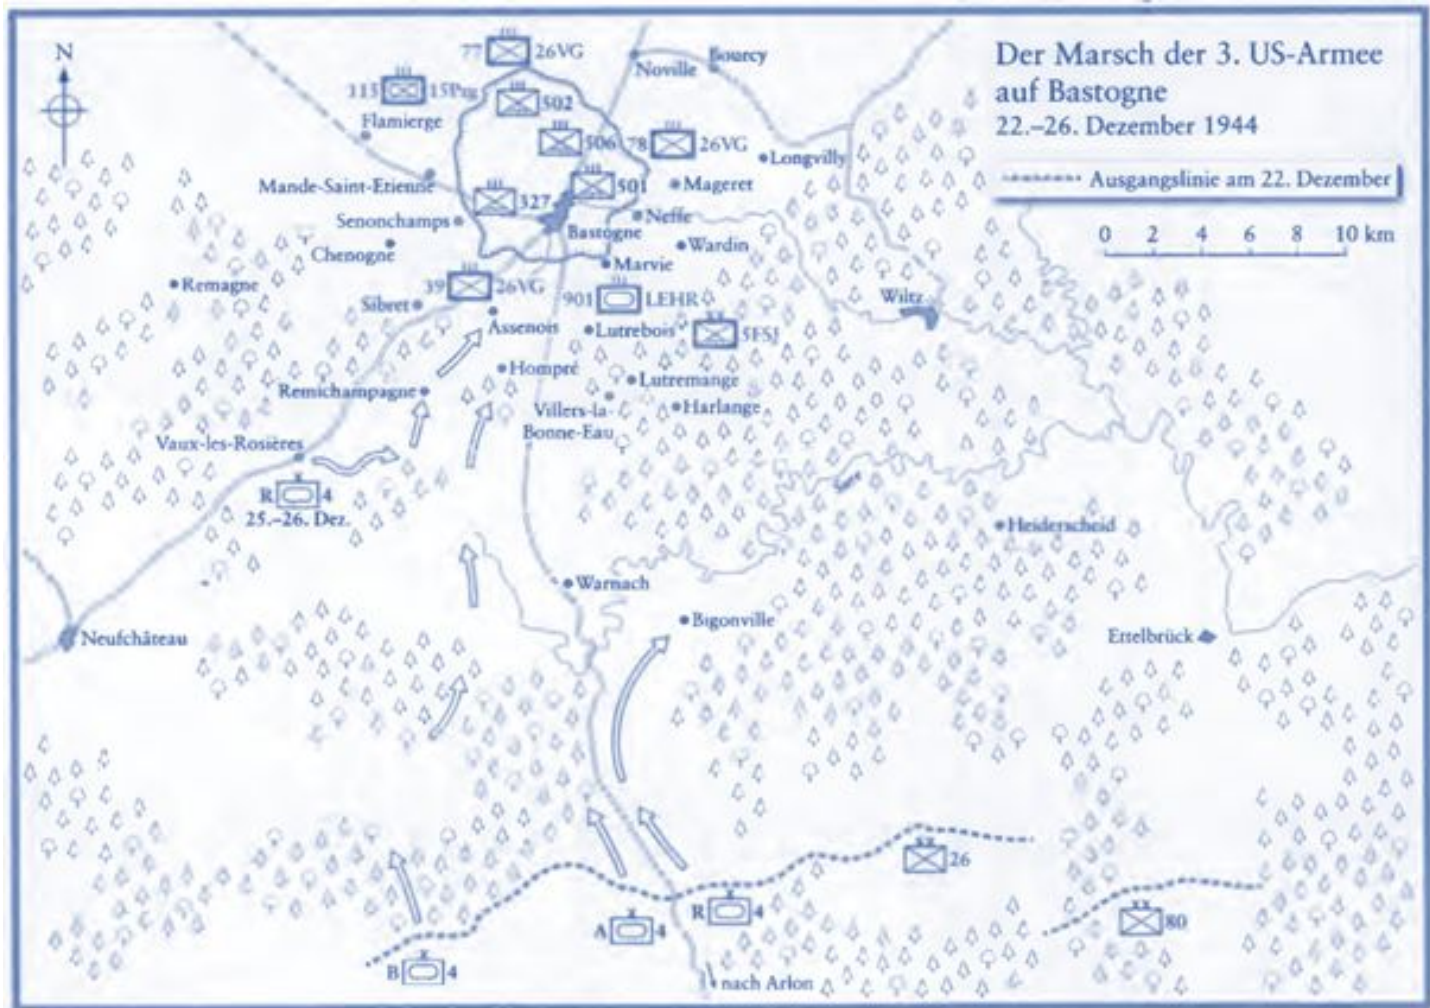 Der Marsch der 3. US-Armee
auf Bastogne
22.–26. Dezember 1944
Ausgangslinie am 22. Dezember
0 2 4 6 8 10 km
N
77 26VG
Noville
Bourcy
502
Flamierge
506
78 26VG
Longvilly
Mande-Saint-Etienne
501
Mageret
327
Senonchamps
Neffe
Bastogne
Chenogne
Wardin
Marvie
Remagne
39 26VG
901 LEHR
Wiltz
Sibret
Assenois
Lutrebois
5FSJ
Hompré
Remichampagne
Lutremange
Villers-la-
Bonne-Eau
Harlange
Vaux-les-Rosières
R 4
25.–26. Dez.
Sure
Heiderscheid
Warnach
Bigonville
Neufchâteau
Ettelbrück
XX
26
XX
80
X
R 4
X
A 4
X
B 4
nach Arlon